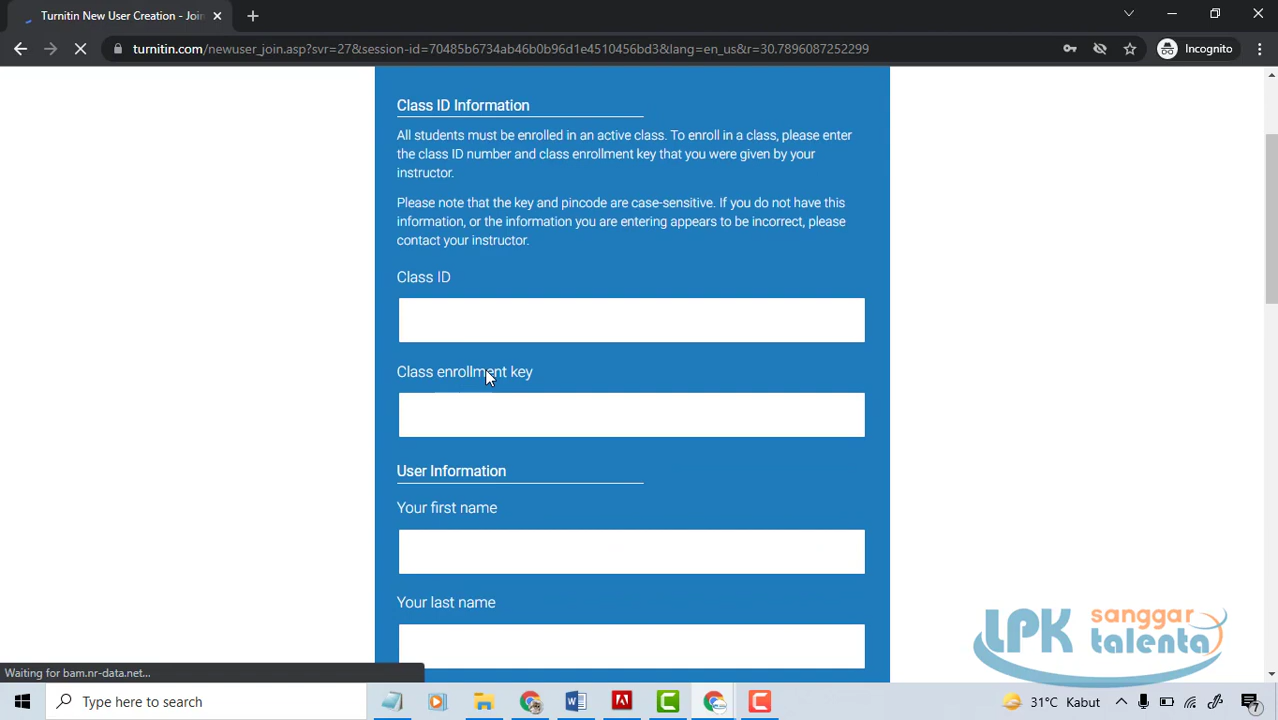 Turnitin New User Creation - Join
turnitin.com/newuser_join.asp?svr=27&session-id=70485b6734ab46b0b96d1e4510456bd3&lang=en_us&r=30.7896087252299
Incognito
Class ID Information
All students must be enrolled in an active class. To enroll in a class, please enter
the class ID number and class enrollment key that you were given by your
instructor.
Please note that the key and pincode are case-sensitive. If you do not have this
information, or the information you are entering appears to be incorrect, please
contact your instructor.
Class ID
Class enrollment key
User Information
Your first name
Your last name
LPK sanggar
talenta
Waiting for bam.nr-data.net...
Type here to search
31°C Kabut
7